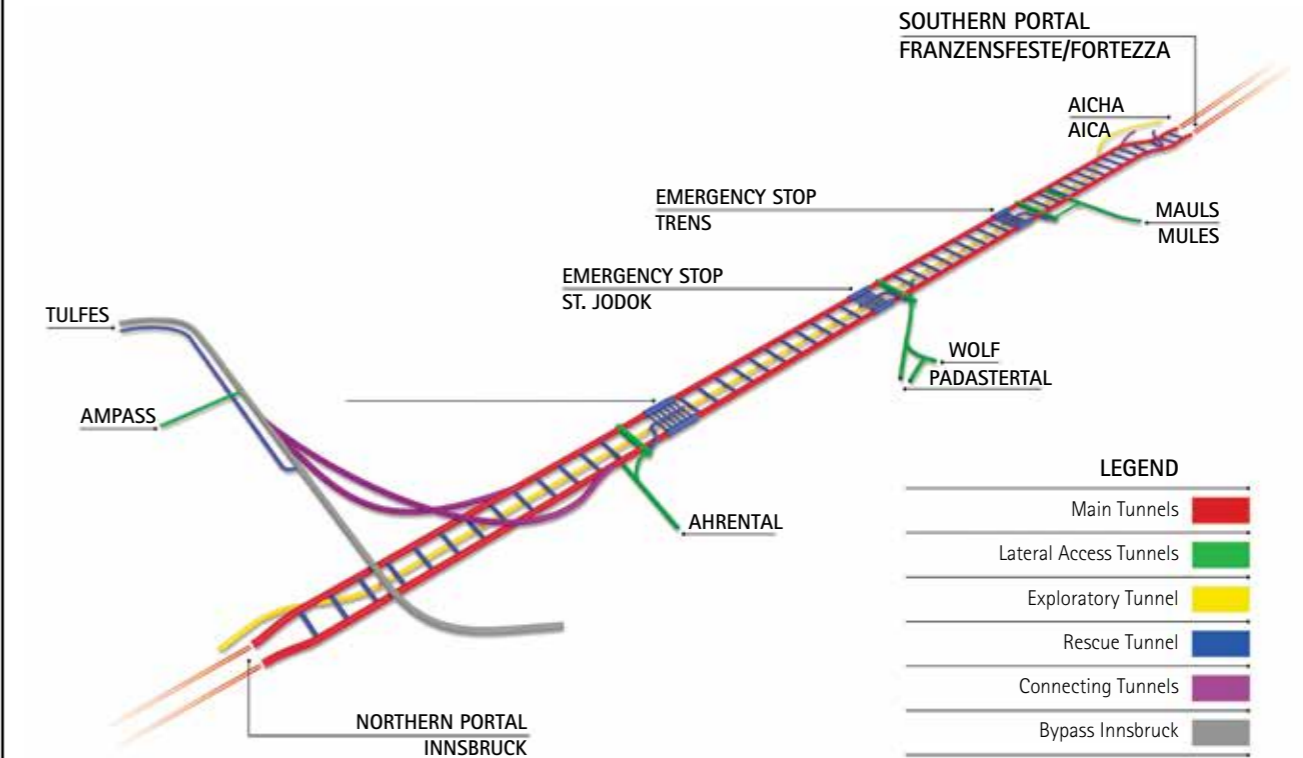 SOUTHERN PORTAL
FRANZENSFESTE/FORTEZZA
AICHA
AICA
EMERGENCY STOP
TRENS
MAULS
MULES
EMERGENCY STOP
ST. JODOK
TULFES
WOLF
PADASTERTAL
AMPASS
AHRENTAL
NORTHERN PORTAL
INNSBRUCK
LEGEND
Main Tunnels
Lateral Access Tunnels
Exploratory Tunnel
Rescue Tunnel
Connecting Tunnels
Bypass Innsbruck